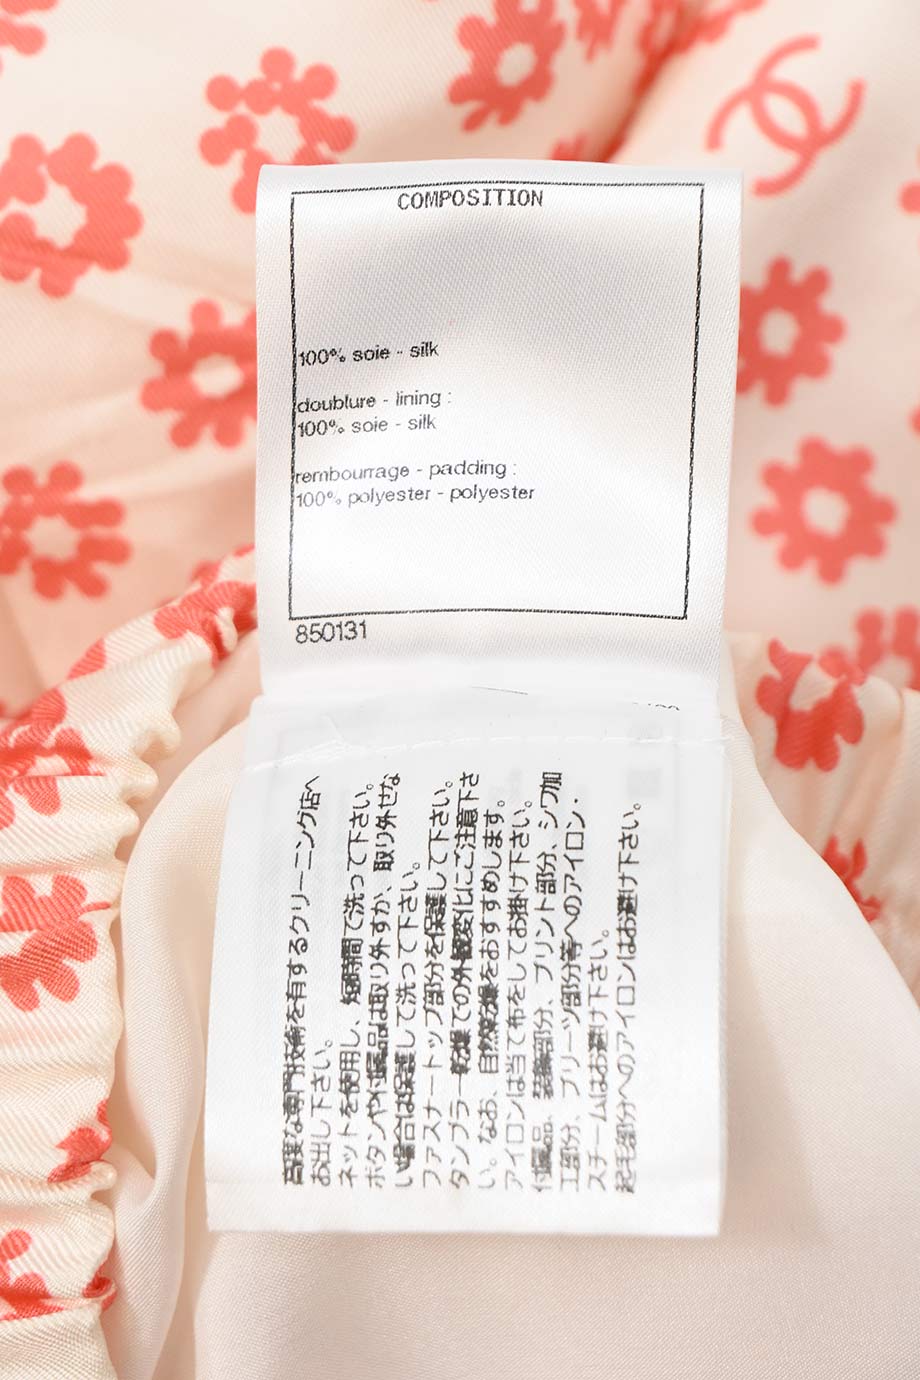 COMPOSITION
100% soie - silk
doublure - lining :
100% soie - silk
rembourrage - padding :
100% polyester - polyester
850131
高度な専門技術を有するクリーニング店へ
お出し下さい。
ネットを使用し、短時間で洗って下さい。
ボタンや付属品は取り外すか、取り外せな
い場合は保護して洗って下さい。
ファスナートップ部分を保護して下さい。
タンブラー乾燥での外観変化にご注意下さ
い。なお、自然乾燥をおすすめします。
アイロンは当て布をしてお掛け下さい。
付属品、装飾部分、プリント部分、シワ加
工部分、プリーツ部分等へのアイロン・
スチームはお避け下さい。
起毛部分へのアイロンはお避け下さい。